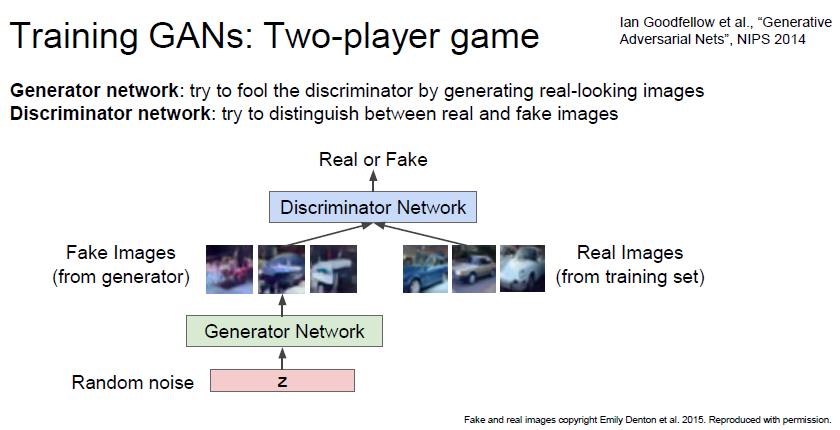 Training GANs: Two-player game
Ian Goodfellow et al., “Generative
Adversarial Nets”, NIPS 2014
Generator network: try to fool the discriminator by generating real-looking images
Discriminator network: try to distinguish between real and fake images
Real or Fake
Discriminator Network
Fake Images
(from generator)
Real Images
(from training set)
Generator Network
Random noise
z
Fake and real images copyright Emily Denton et al. 2015. Reproduced with permission.